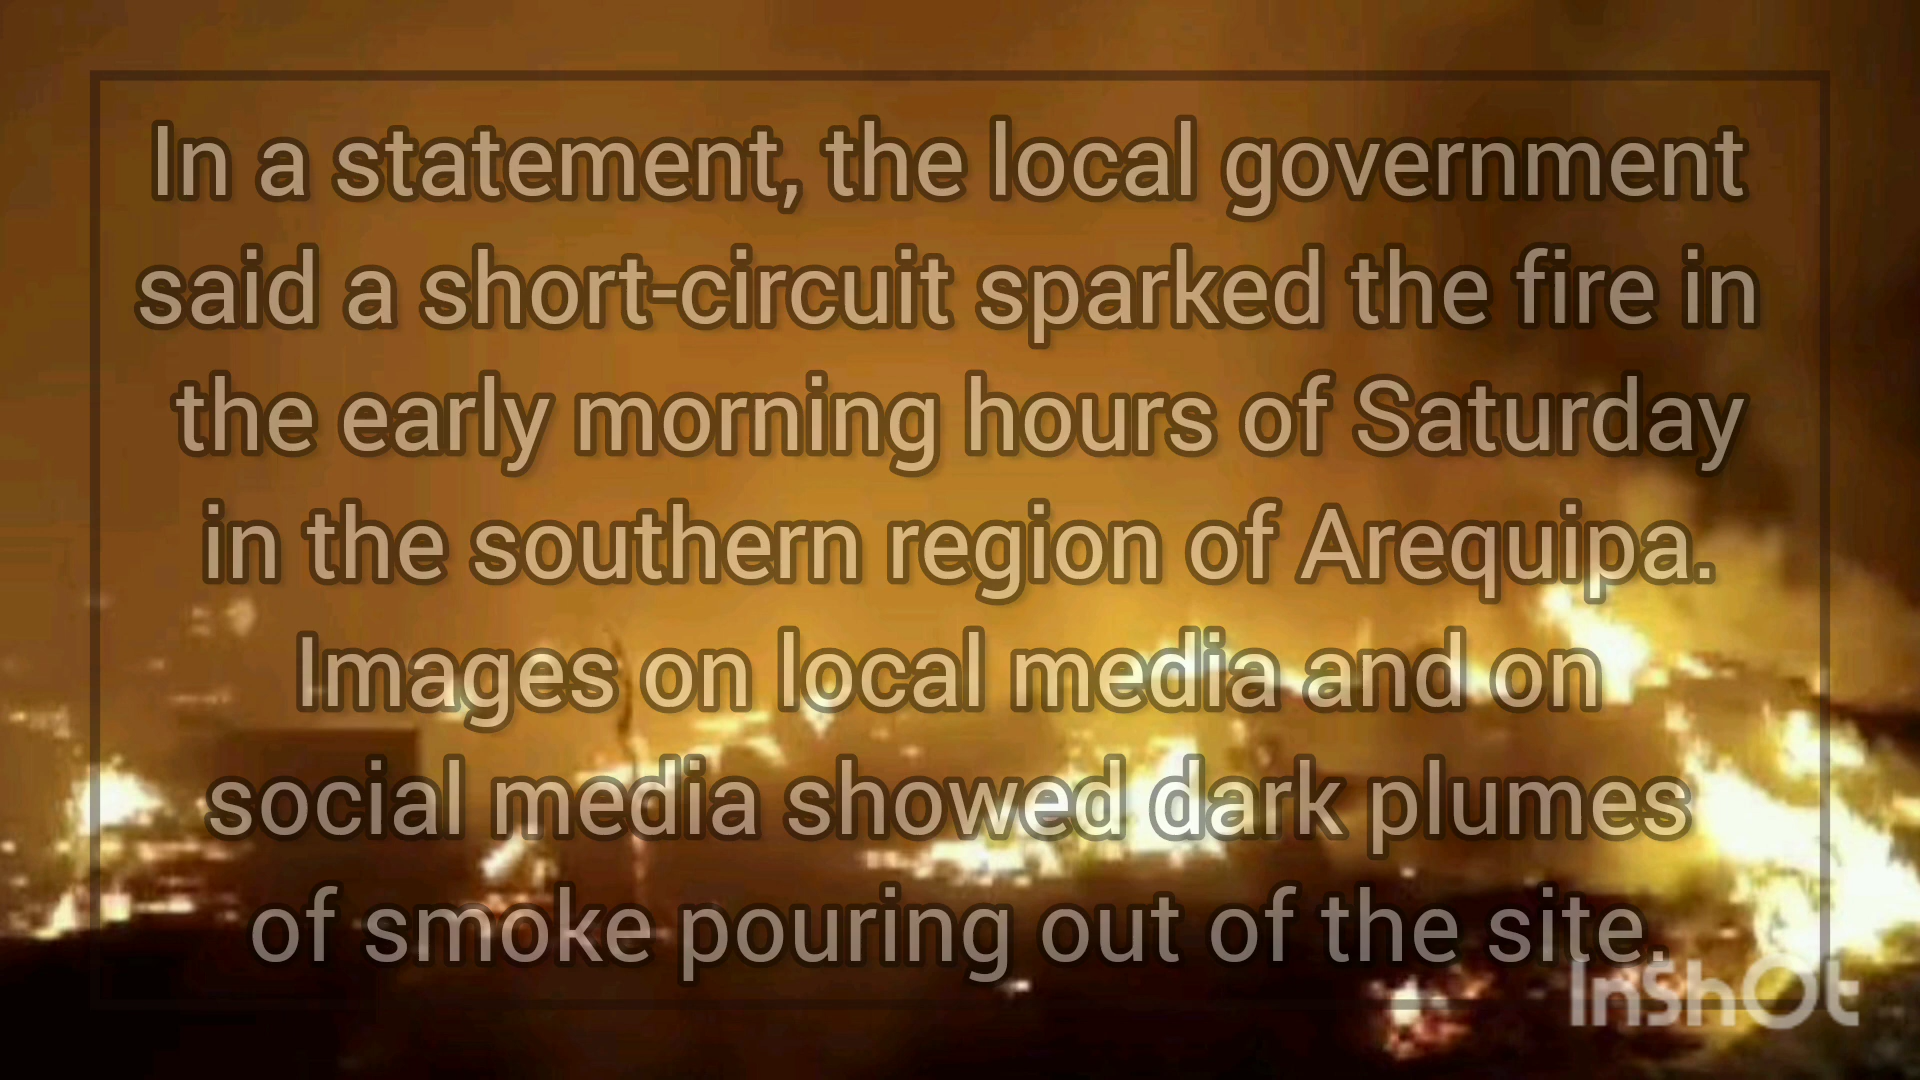 In a statement, the local government
said a short-circuit sparked the fire in
the early morning hours of Saturday
in the southern region of Arequipa.
Images on local media and on
social media showed dark plumes
of smoke pouring out of the site.
InShOt